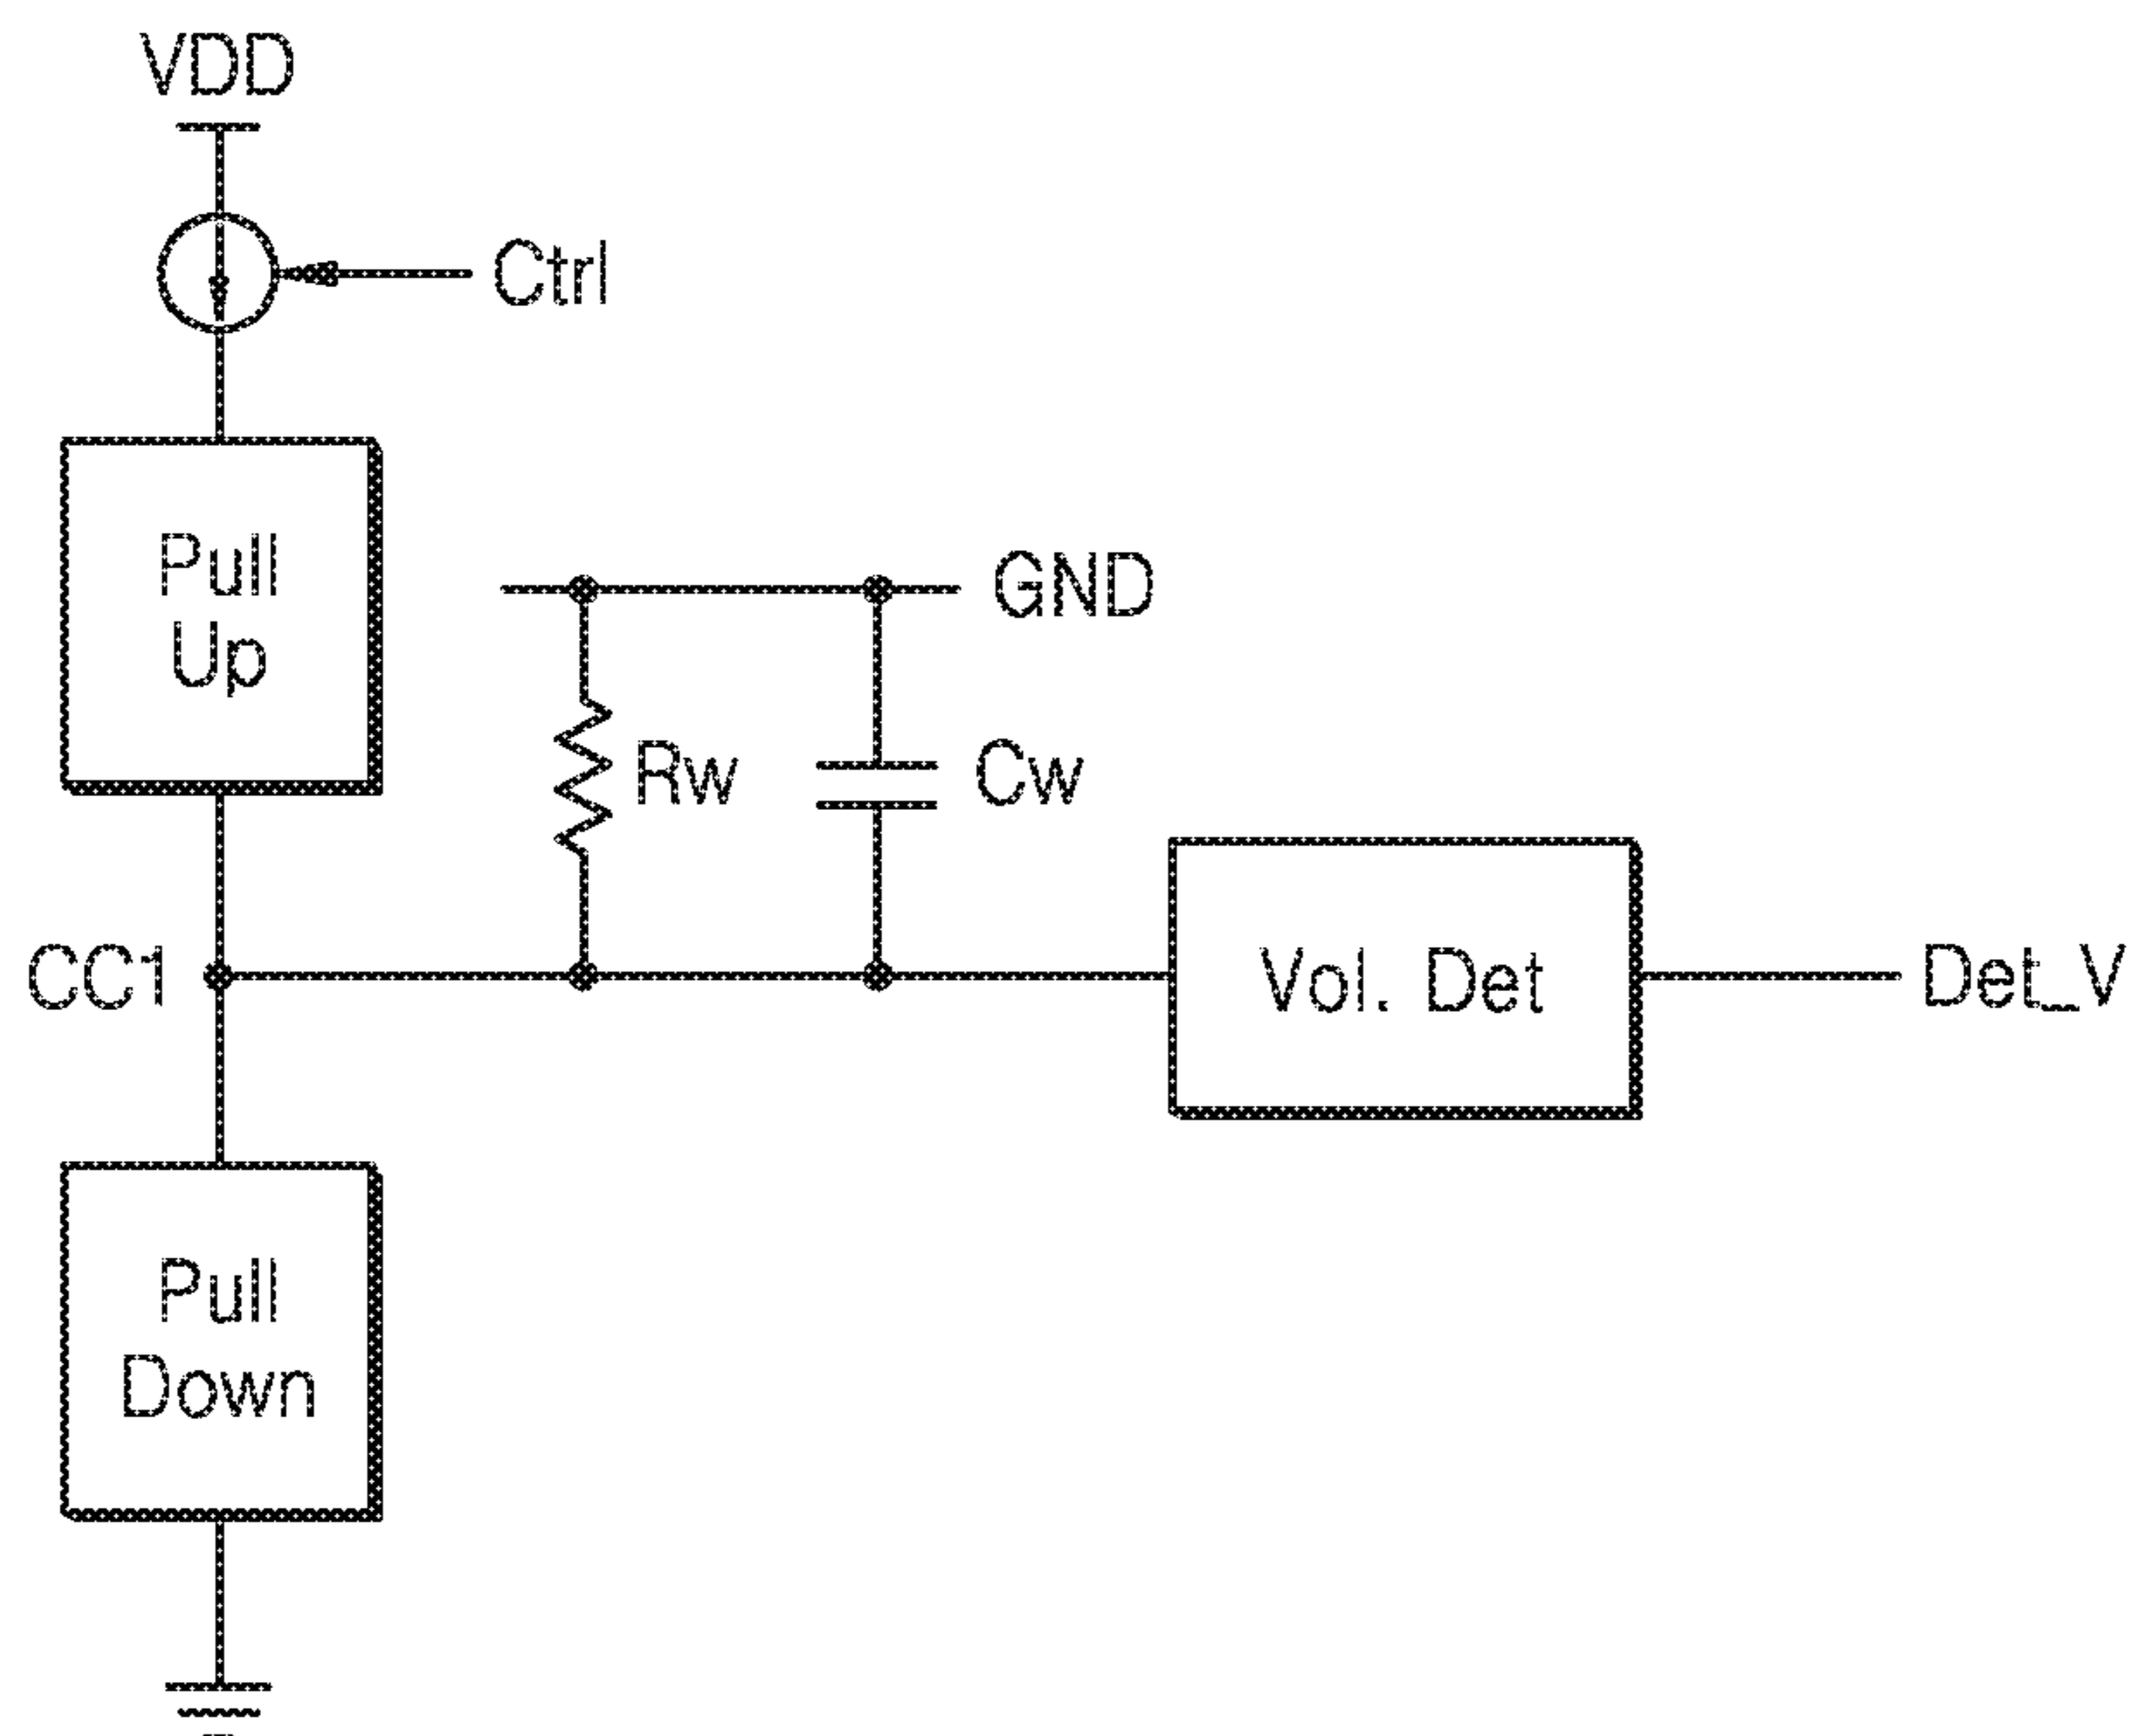 VDD
Ctrl
Pull
Up
GND
Rw
Cw
CC1
Vol. Det
Det_V
Pull
Down